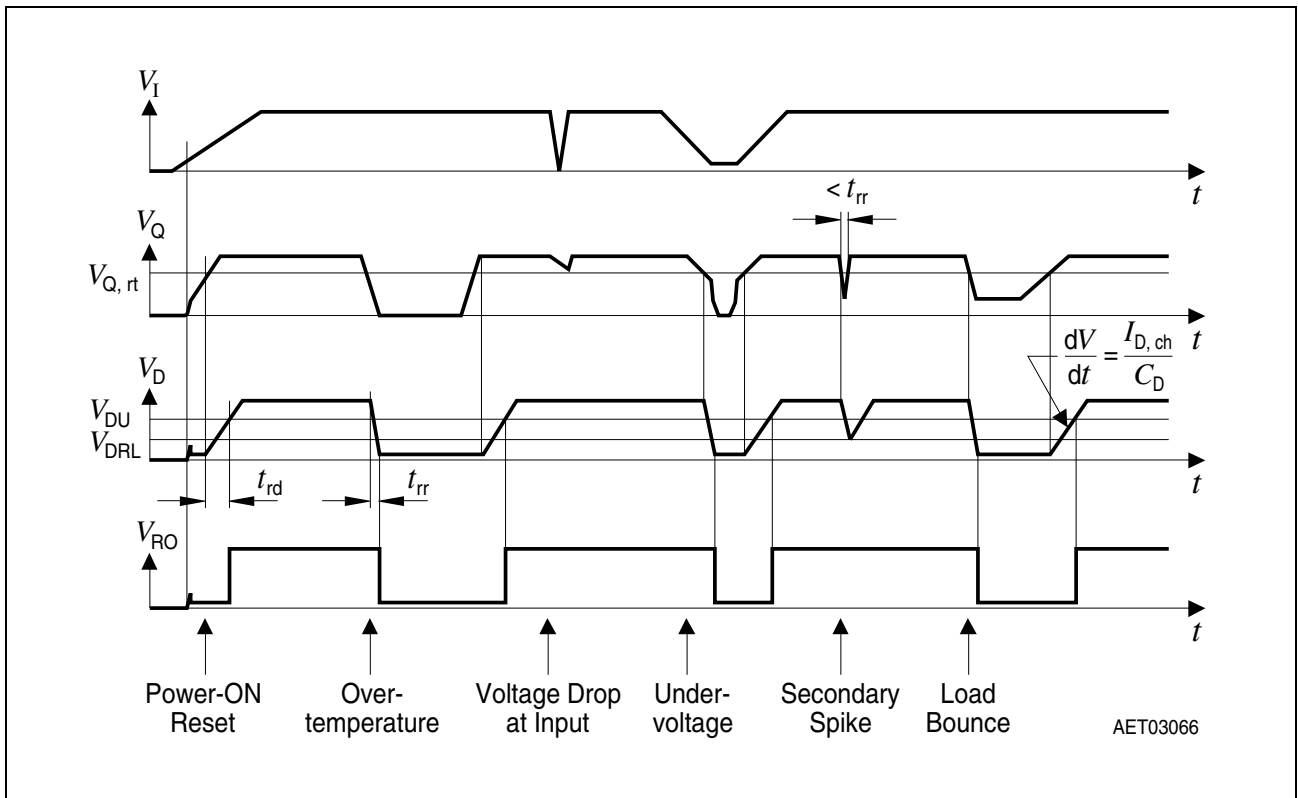 V_I
t
< t_rr
V_Q
V_Q, rt
t
dV/dt = I_D, ch/C_D
V_D
V_DU
V_DRL
t
t_rd
t_rr
V_RO
t
Power-ON
Reset
Over-
temperature
Voltage Drop
at Input
Under-
voltage
Secondary
Spike
Load
Bounce
AET03066